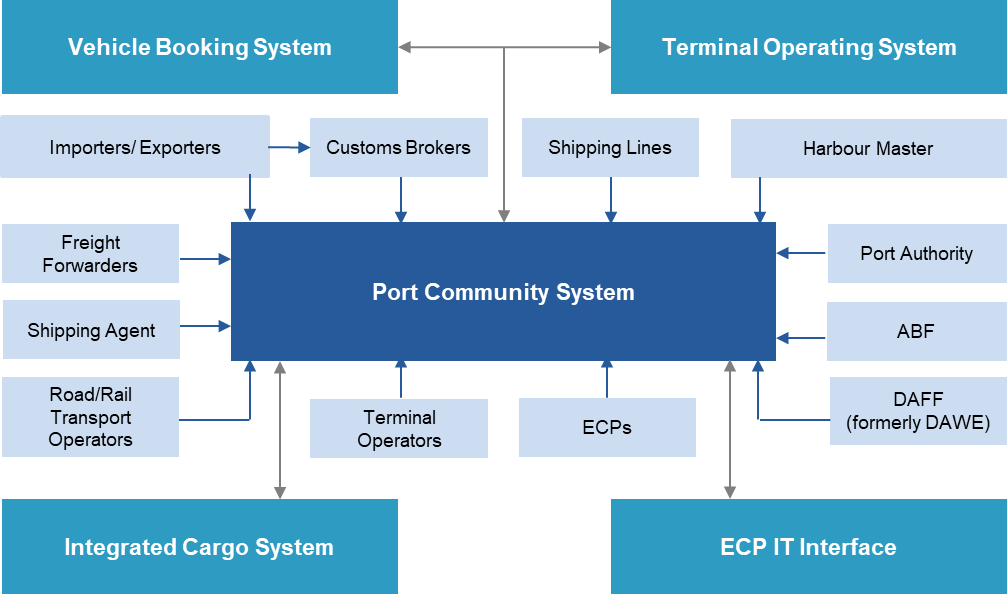 Vehicle Booking System
Terminal Operating System
Importers/ Exporters
Customs Brokers
Shipping Lines
Harbour Master
Freight
Forwarders
Port Community System
Port Authority
Shipping Agent
ABF
Road/Rail
Transport
Operators
Terminal
Operators
ECPs
DAFF
(formerly DAWE)
Integrated Cargo System
ECP IT Interface